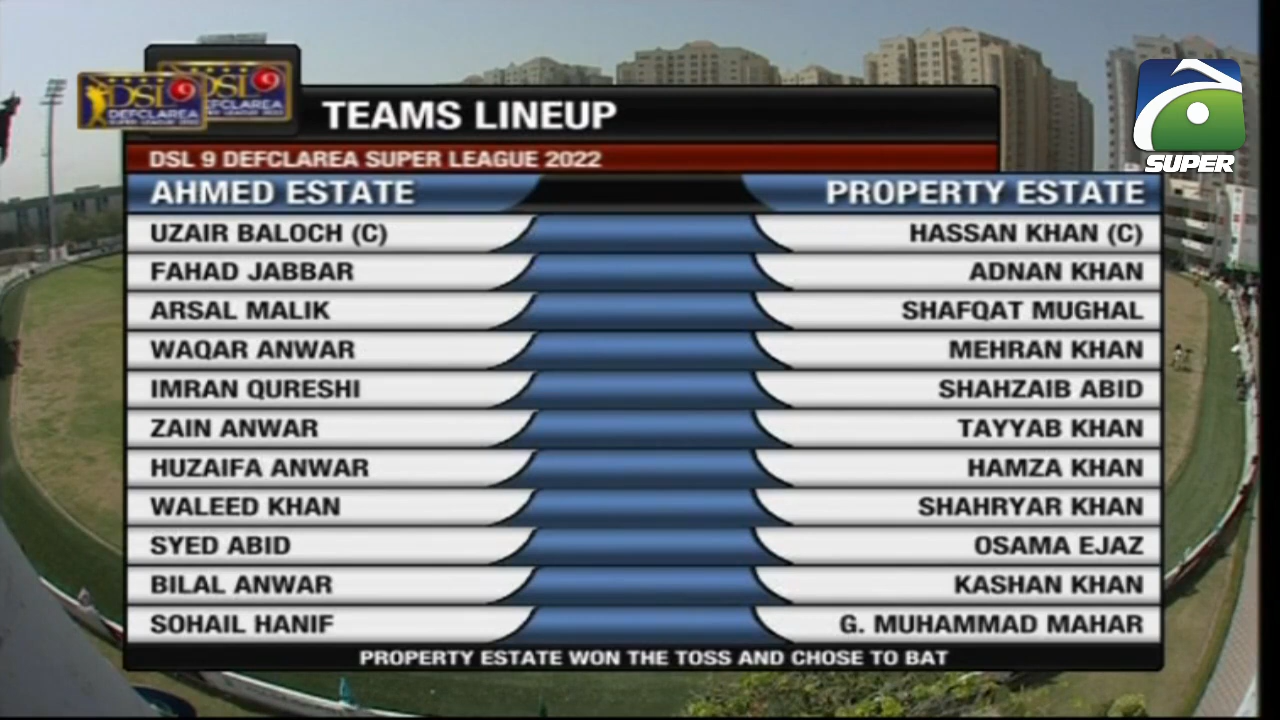 DSL 9
DEFCLAREA
TEAMS LINEUP
SUPER
DSL 9 DEFCLAREA SUPER LEAGUE 2022
AHMED ESTATE PROPERTY ESTATE
UZAIR BALOCH (C) HASSAN KHAN (C)
FAHAD JABBAR ADNAN KHAN
ARSAL MALIK SHAFQAT MUGHAL
WAQAR ANWAR MEHRAN KHAN
IMRAN QURESHI SHAHZAIB ABID
ZAIN ANWAR TAYYAB KHAN
HUZAIFA ANWAR HAMZA KHAN
WALEED KHAN SHAHRYAR KHAN
SYED ABID OSAMA EJAZ
BILAL ANWAR KASHAN KHAN
SOHAIL HANIF G. MUHAMMAD MAHAR
PROPERTY ESTATE WON THE TOSS AND CHOSE TO BAT